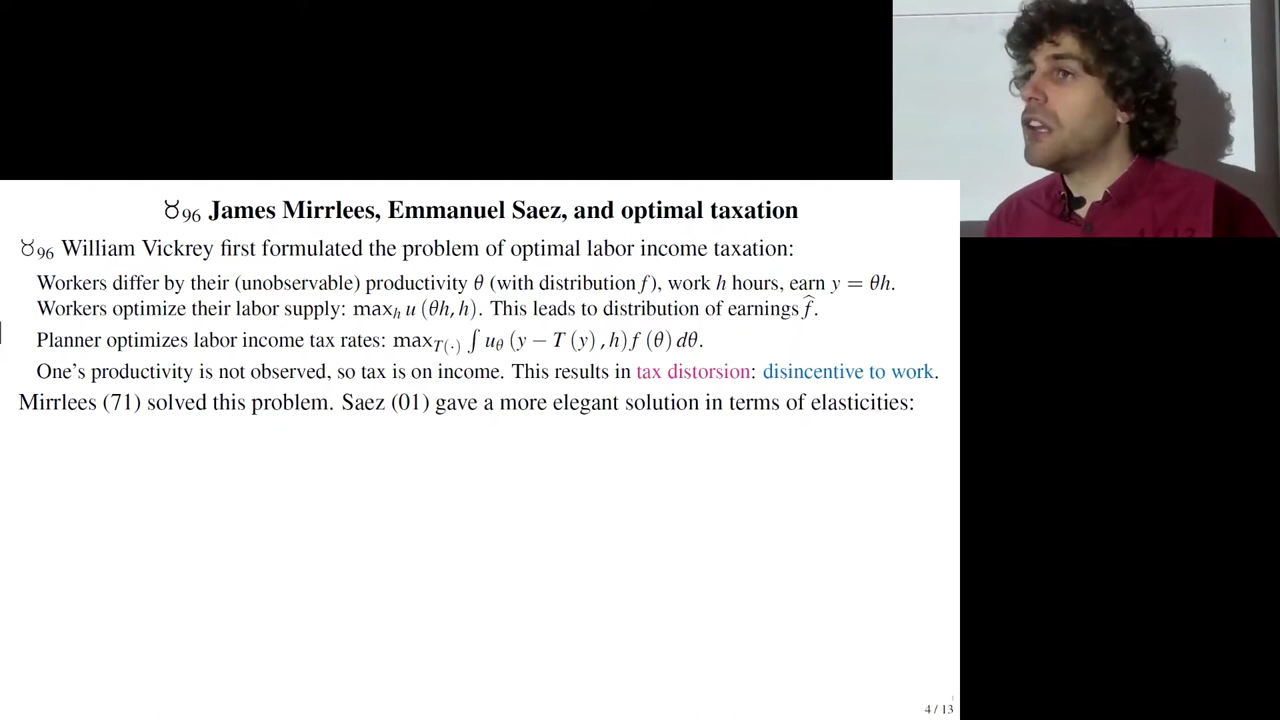 ♉96 James Mirrlees, Emmanuel Saez, and optimal taxation
♉96 William Vickrey first formulated the problem of optimal labor income taxation:
Workers differ by their (unobservable) productivity θ (with distribution f), work h hours, earn y = θh.
Workers optimize their labor supply: max_h u (θh, h). This leads to distribution of earnings f̂.
Planner optimizes labor income tax rates: max_{T(·)} ∫ u_θ (y − T (y), h) f (θ) dθ.
One's productivity is not observed, so tax is on income. This results in tax distorsion: disincentive to work.
Mirrlees (71) solved this problem. Saez (01) gave a more elegant solution in terms of elasticities:
4 / 13